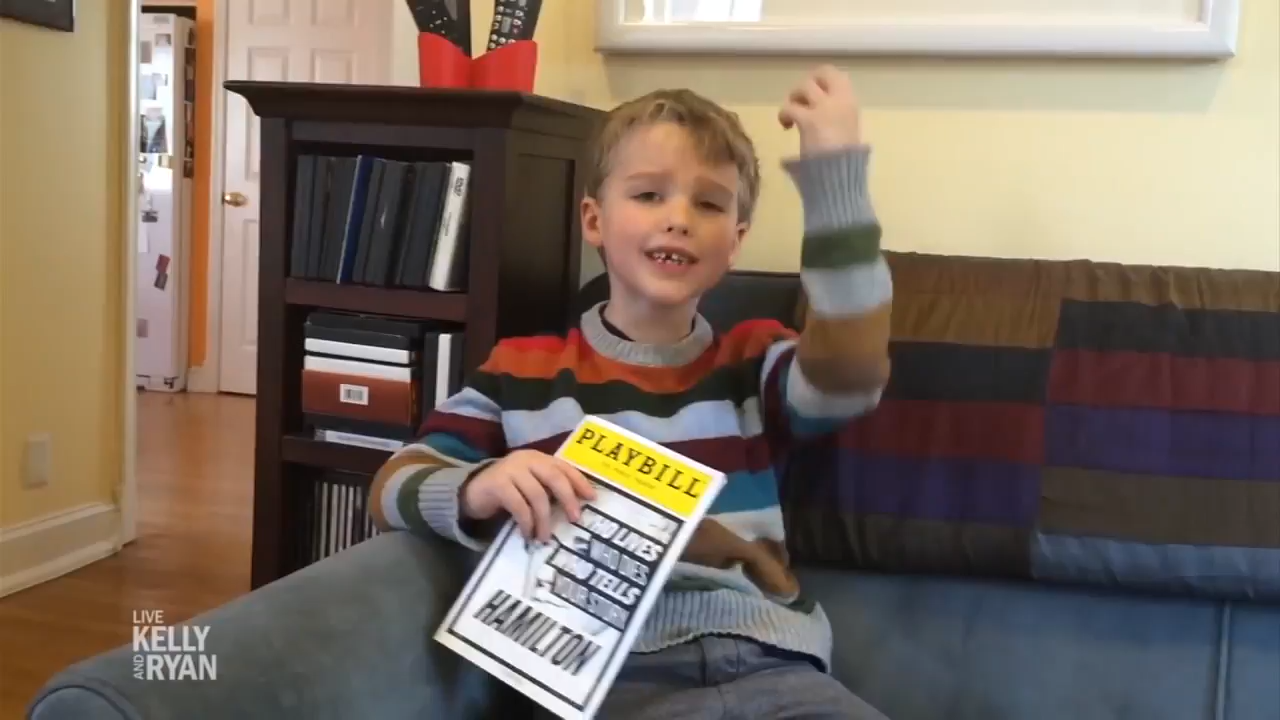 PLAYBILL
WHO LIVES
WHO DIES
WHO TELLS
YOUR STORY
HAMILTON
LIVE
KELLY
AND
RYAN